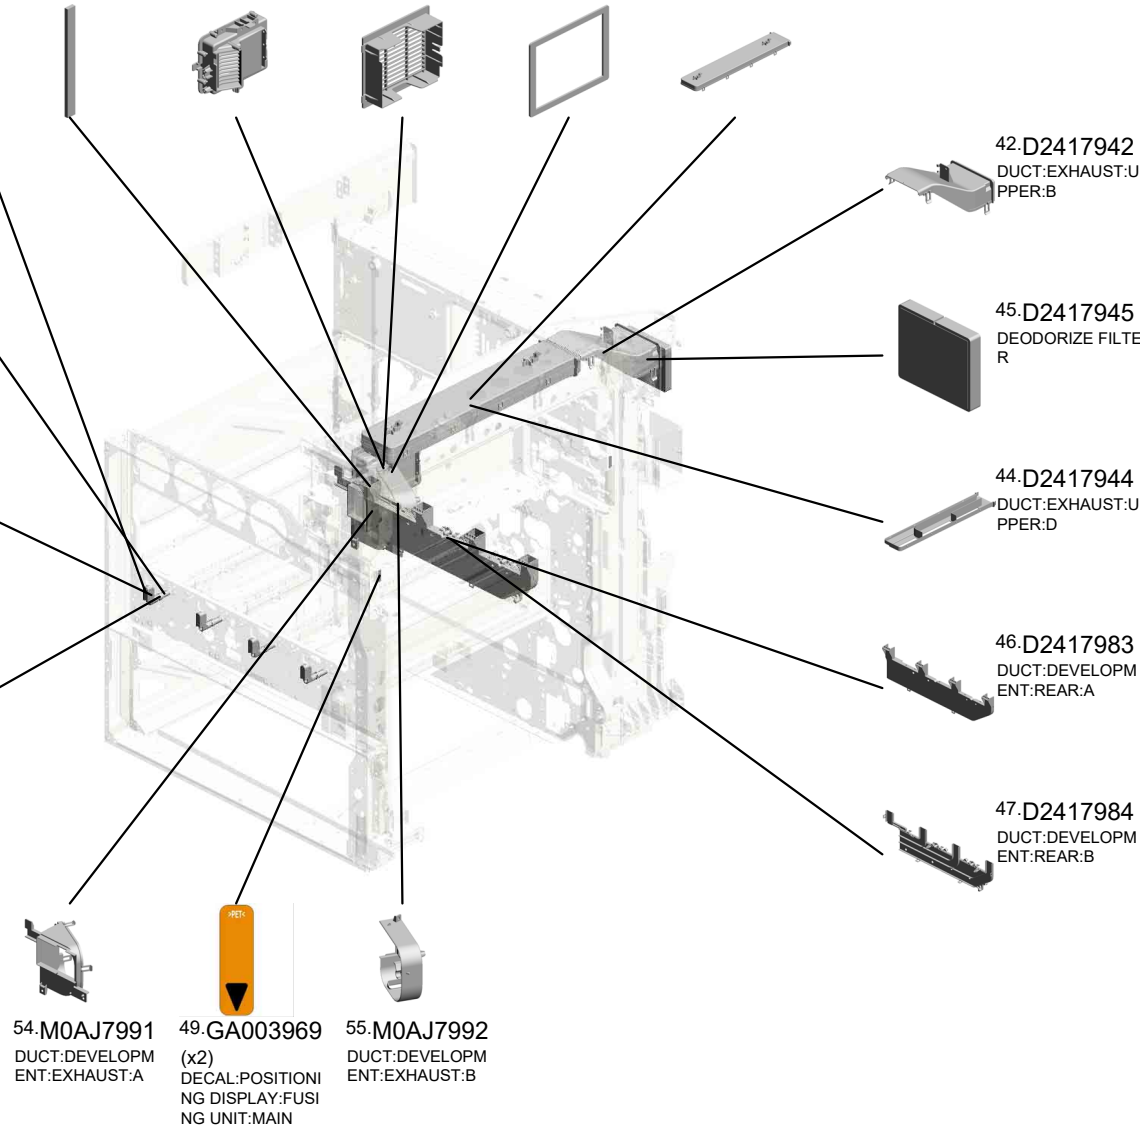 42.D2417942
DUCT:EXHAUST:U
PPER:B
45.D2417945
DEODORIZE FILTE
R
44.D2417944
DUCT:EXHAUST:U
PPER:D
46.D2417983
DUCT:DEVELOPM
ENT:REAR:A
47.D2417984
DUCT:DEVELOPM
ENT:REAR:B
>PET<
54.M0AJ7991
DUCT:DEVELOPM
ENT:EXHAUST:A
49.GA003969
(x2)
DECAL:POSITIONI
NG DISPLAY:FUSI
NG UNIT:MAIN
55.M0AJ7992
DUCT:DEVELOPM
ENT:EXHAUST:B